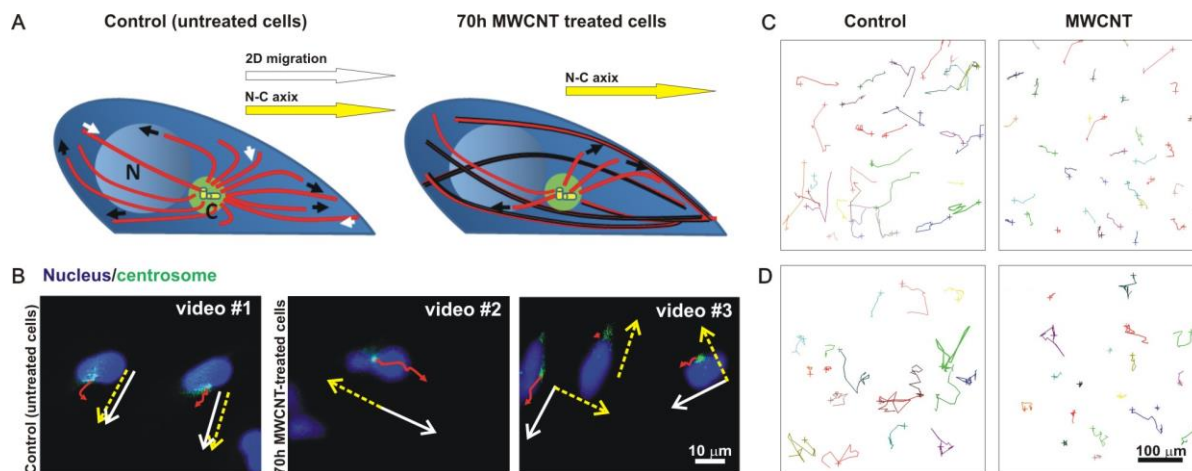 A
Control (untreated cells)
70h MWCNT treated cells
2D migration
N-C axix
N-C axix
N
C
B
Nucleus/centrosome
Control (untreated cells)
video #1
70h MWCNT-treated cells
video #2
video #3
10 μm
C
Control
MWCNT
D
100 μm